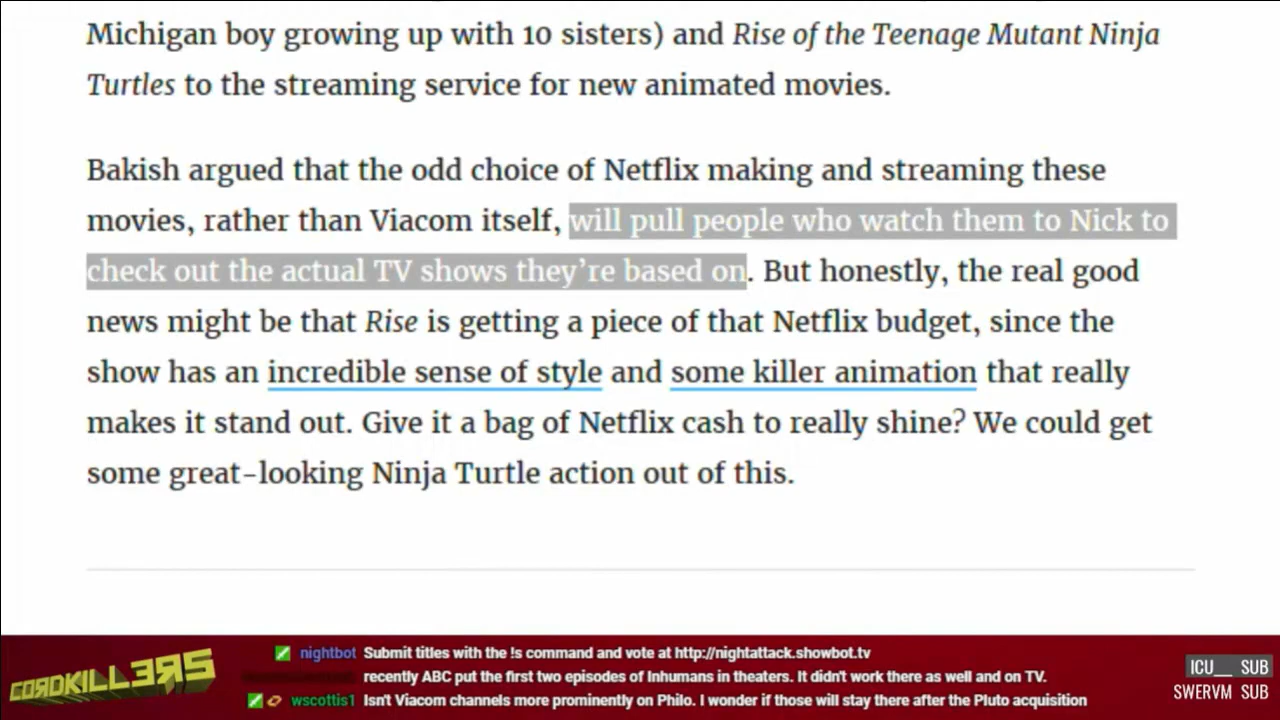 Michigan boy growing up with 10 sisters) and Rise of the Teenage Mutant Ninja
Turtles to the streaming service for new animated movies.
Bakish argued that the odd choice of Netflix making and streaming these
movies, rather than Viacom itself, will pull people who watch them to Nick to
check out the actual TV shows they’re based on. But honestly, the real good
news might be that Rise is getting a piece of that Netflix budget, since the
show has an incredible sense of style and some killer animation that really
makes it stand out. Give it a bag of Netflix cash to really shine? We could get
some great-looking Ninja Turtle action out of this.
CORDKILL3RS
nightbot Submit titles with the !s command and vote at http://nightattack.showbot.tv
recently ABC put the first two episodes of Inhumans in theaters. It didn't work there as well and on TV.
wscottis1 Isn't Viacom channels more prominently on Philo. I wonder if those will stay there after the Pluto acquisition
ICU__ SUB
SWERVM SUB